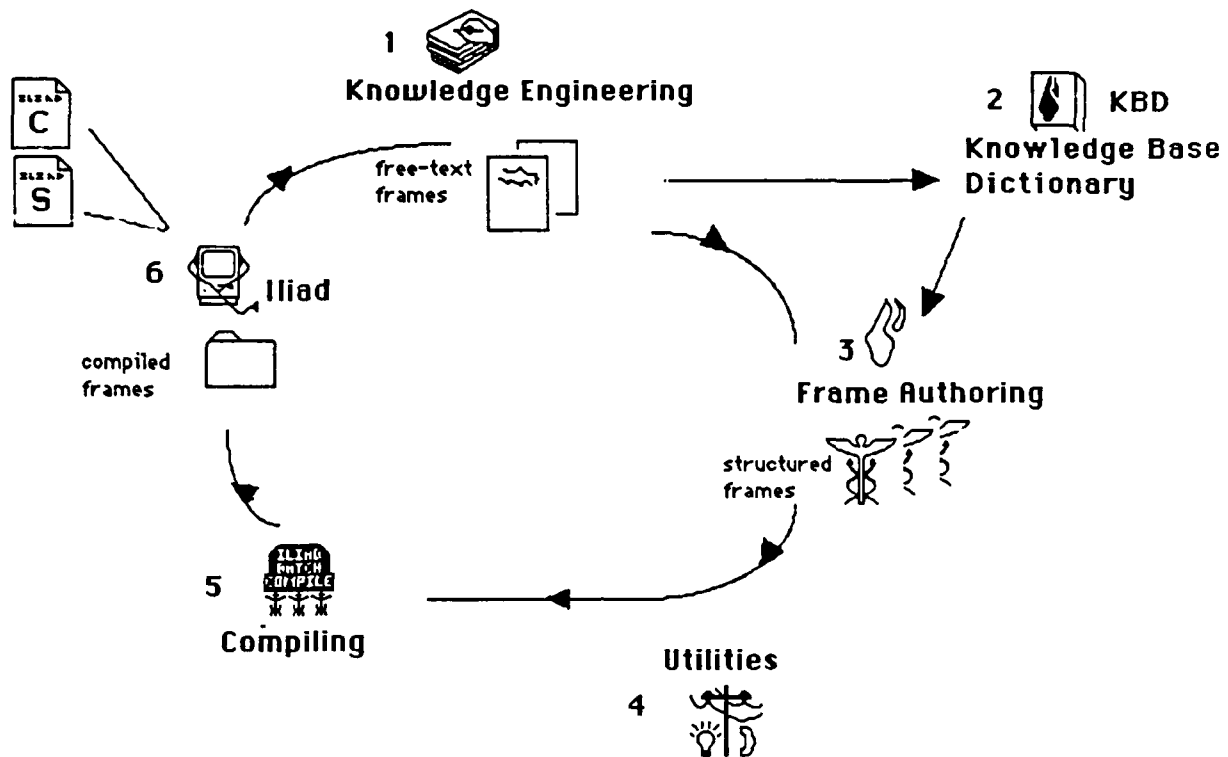 1
Knowledge Engineering
C
S
free-text
frames
2 KBD
Knowledge Base
Dictionary
6
Iliad
compiled
frames
3
Frame Authoring
structured
frames
5
COMPILE
Compiling
Utilities
4